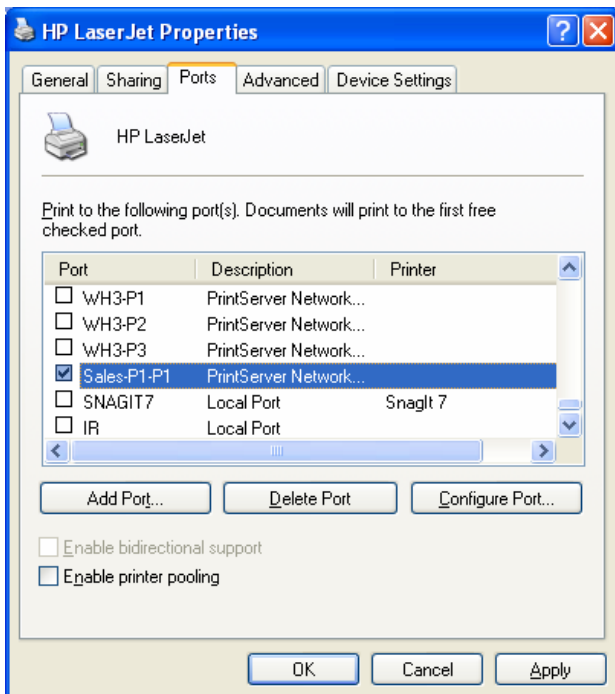 HP LaserJet Properties
General Sharing Ports Advanced Device Settings
HP LaserJet
Print to the following port(s). Documents will print to the first free
checked port.
Port Description Printer
WH3-P1 PrintServer Network...
WH3-P2 PrintServer Network...
WH3-P3 PrintServer Network...
Sales-P1-P1 PrintServer Network...
SNAGIT7 Local Port SnagIt 7
IR Local Port
Add Port... Delete Port Configure Port...
Enable bidirectional support
Enable printer pooling
OK Cancel Apply